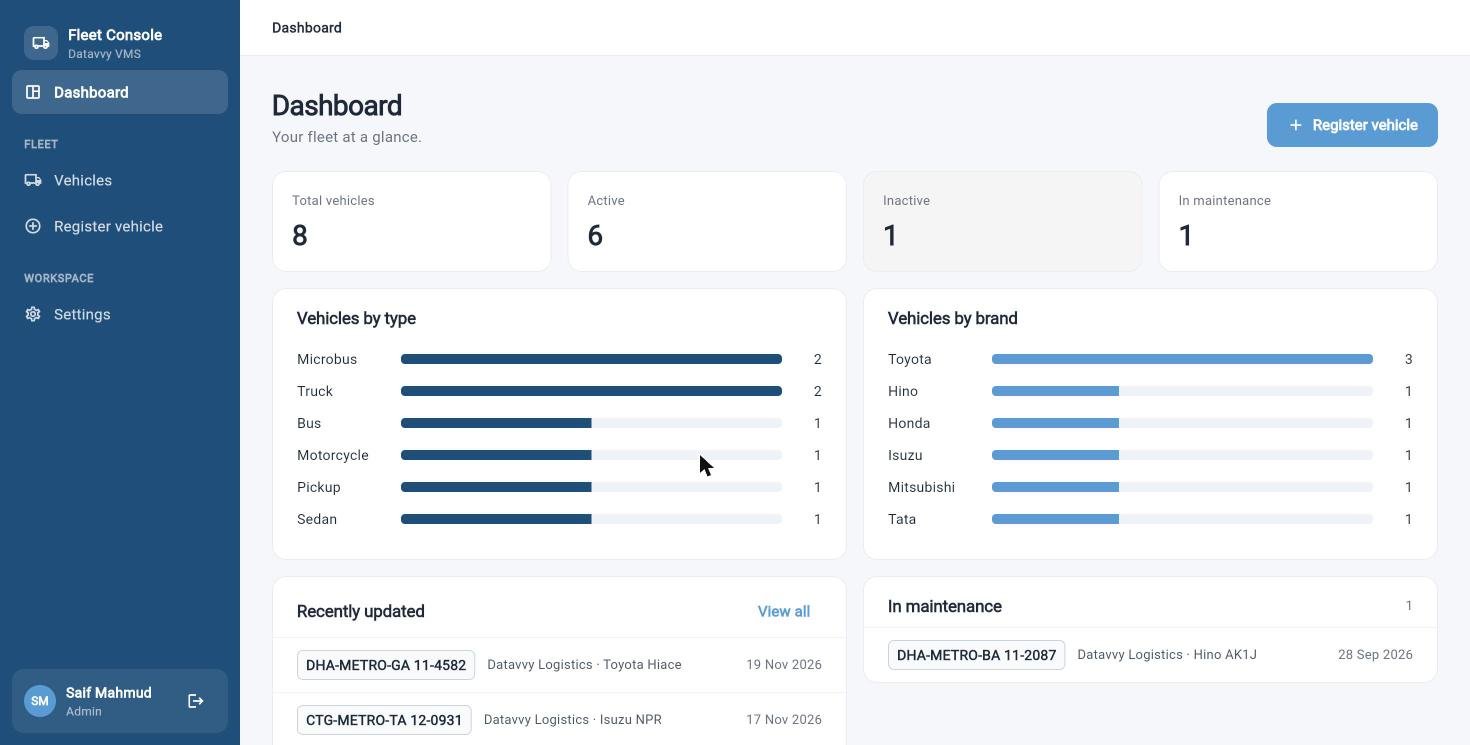 Fleet Console
Datavvy VMS
Dashboard
FLEET
Vehicles
Register vehicle
WORKSPACE
Settings
SM
Saif Mahmud
Admin
Dashboard
Dashboard
Your fleet at a glance.
+ Register vehicle
Total vehicles
8
Active
6
Inactive
1
In maintenance
1
Vehicles by type
Microbus 2
Truck 2
Bus 1
Motorcycle 1
Pickup 1
Sedan 1
Vehicles by brand
Toyota 3
Hino 1
Honda 1
Isuzu 1
Mitsubishi 1
Tata 1
Recently updated View all
DHA-METRO-GA 11-4582 Datavvy Logistics · Toyota Hiace 19 Nov 2026
CTG-METRO-TA 12-0931 Datavvy Logistics · Isuzu NPR 17 Nov 2026
In maintenance 1
DHA-METRO-BA 11-2087 Datavvy Logistics · Hino AK1J 28 Sep 2026